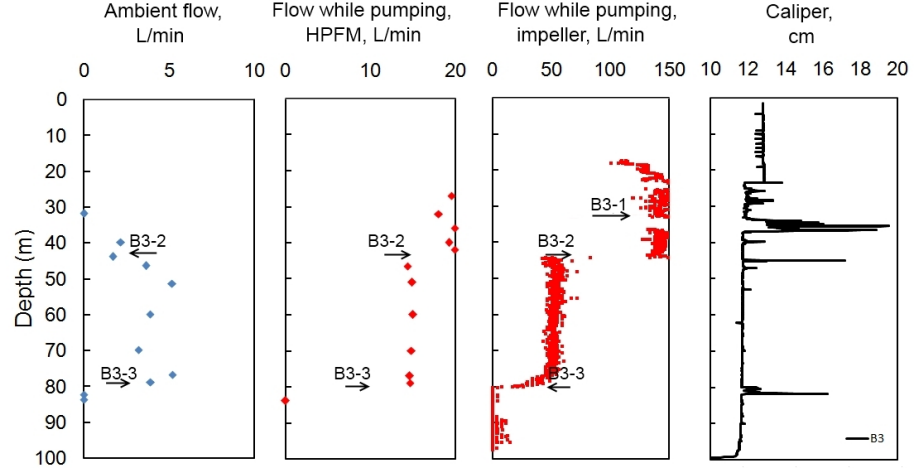 Ambient flow,
L/min
Flow while pumping,
HPFM, L/min
Flow while pumping,
impeller, L/min
Caliper,
cm
0 5 10
0 10 20
0 50 100 150
10 12 14 16 18 20
Depth (m)
0
10
20
30
40
50
60
70
80
90
100
B3-2
B3-3
B3-2
B3-3
B3-1
B3-2
B3-3
B3